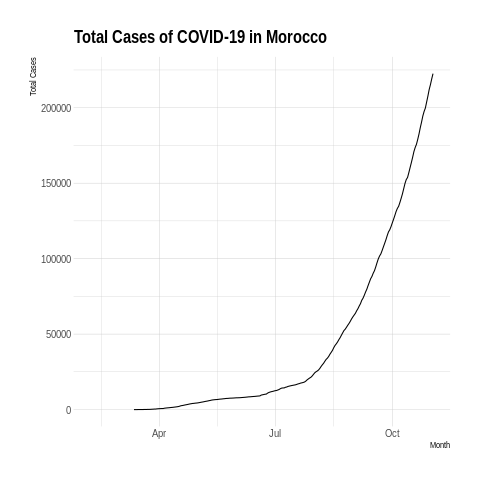 Total Cases of COVID-19 in Morocco
Total Cases
200000
150000
100000
50000
0
Apr Jul Oct
Month